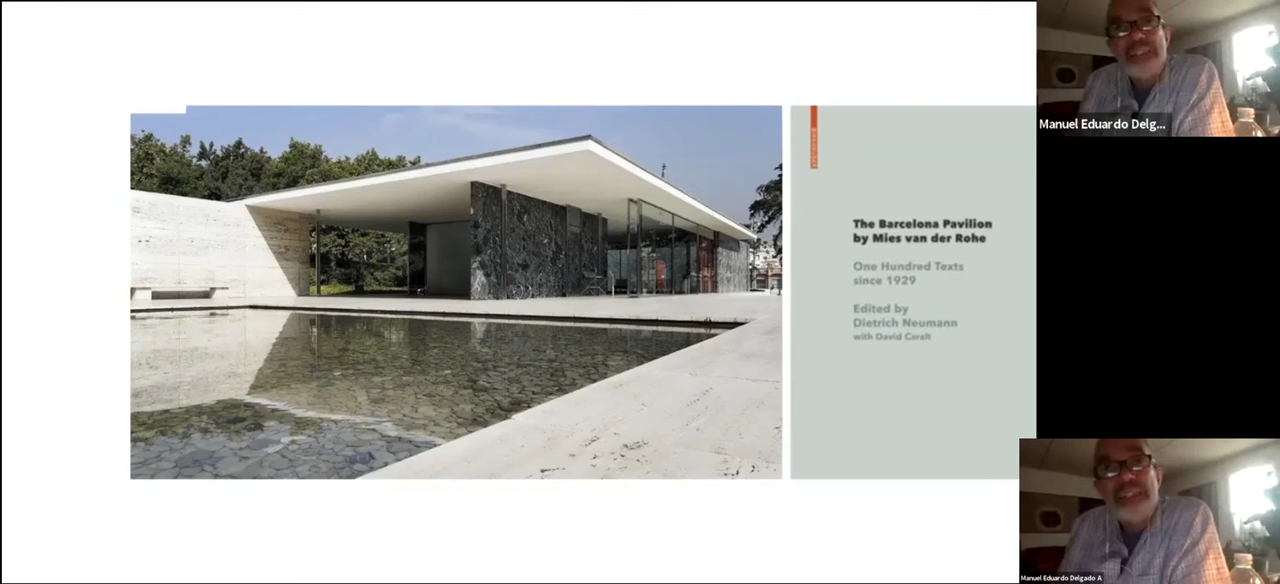 Manuel Eduardo Delg...
The Barcelona Pavilion
by Mies van der Rohe
One Hundred Texts
since 1929
Edited by
Dietrich Neumann
with David Caralt
Manuel Eduardo Delgado A